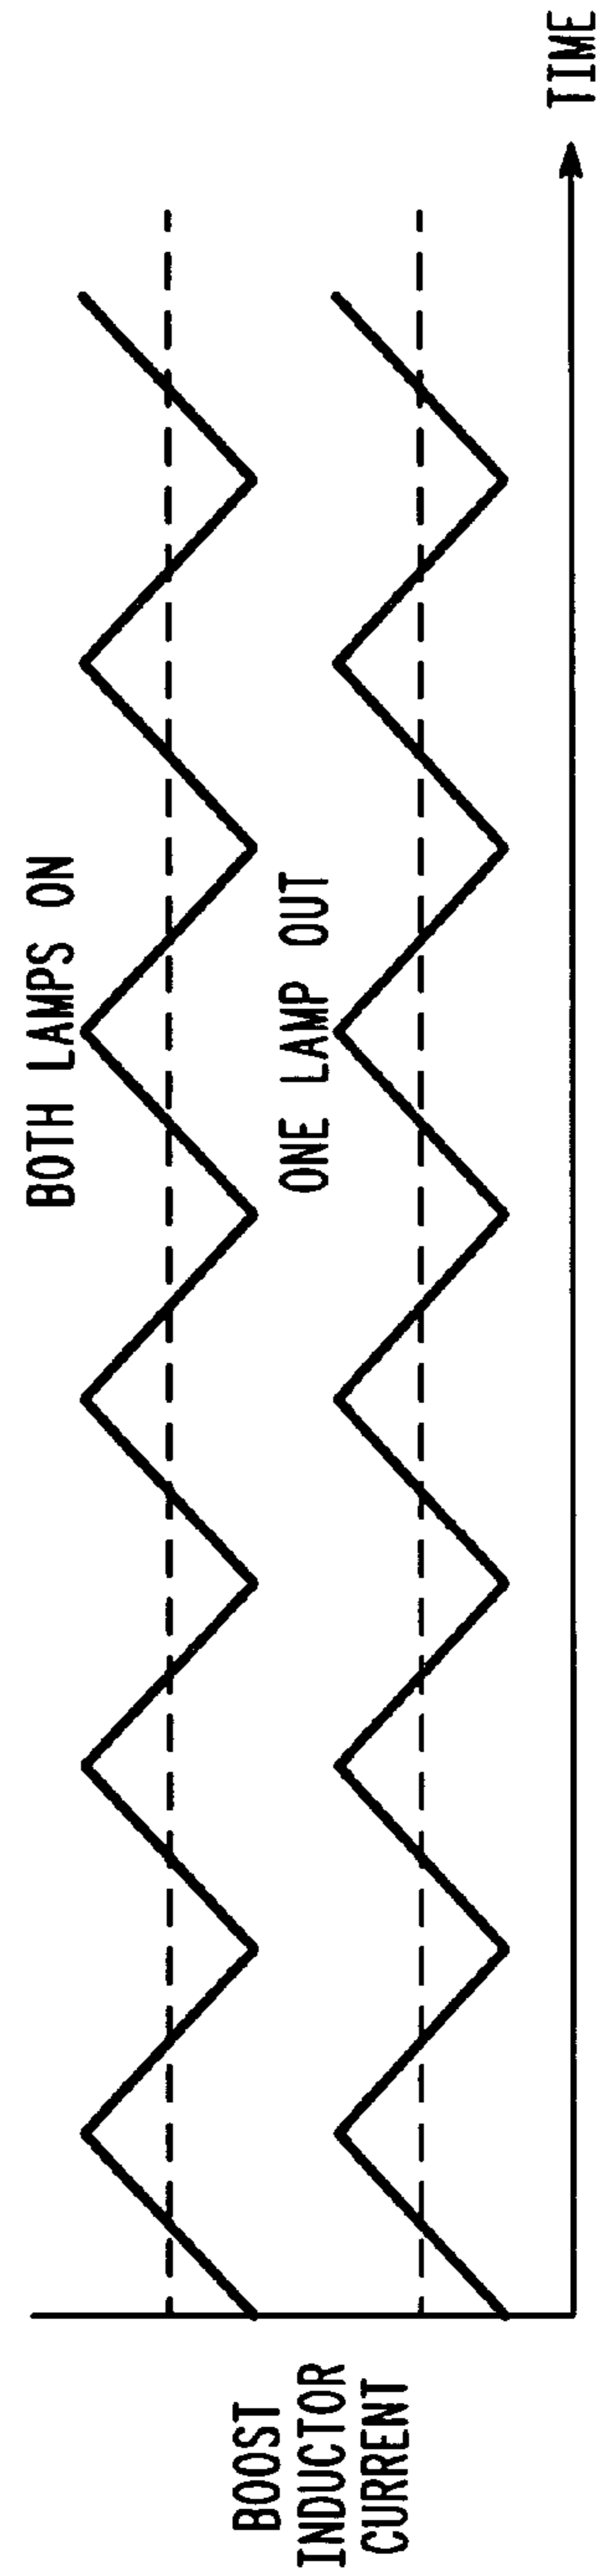 BOTH LAMPS ON
ONE LAMP OUT
BOOST
INDUCTOR
CURRENT
TIME